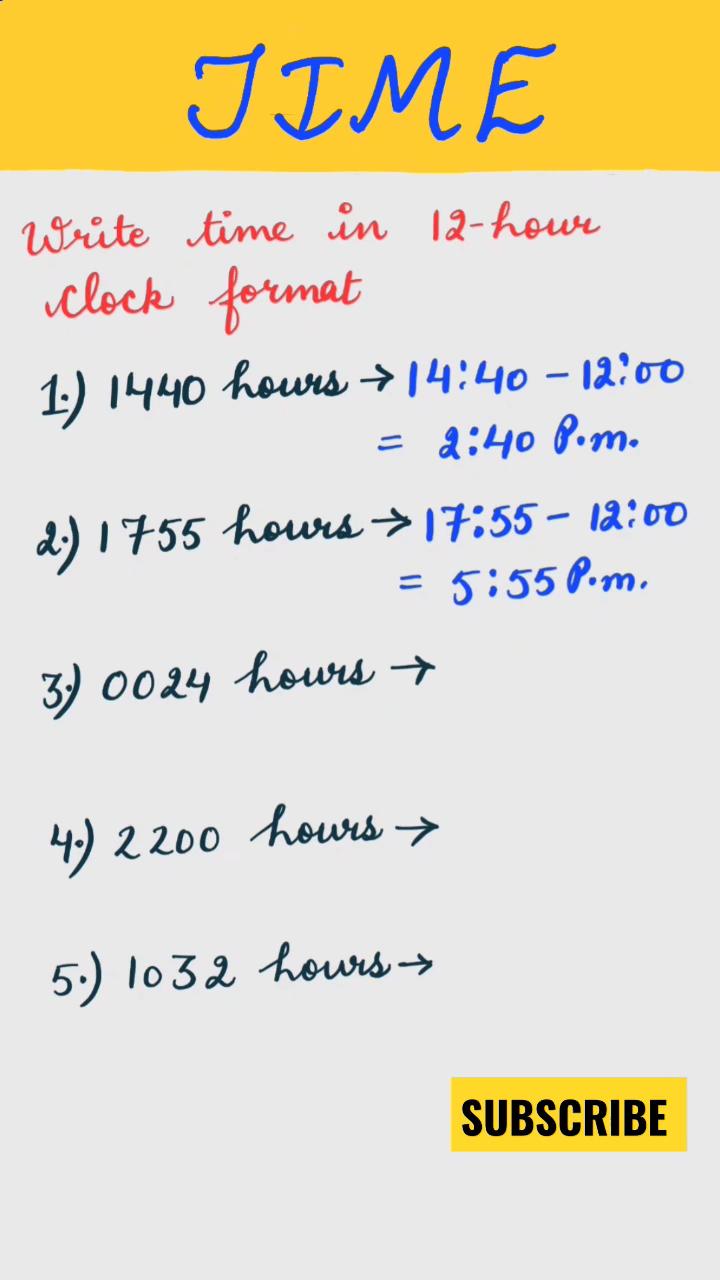 TIME
Write time in 12-hour
clock format
1.) 1440 hours → 14:40 - 12:00
= 2:40 P.m.
2.) 1755 hours → 17:55 - 12:00
= 5:55 P.m.
3.) 0024 hours →
4.) 2200 hours →
5.) 1032 hours →
SUBSCRIBE